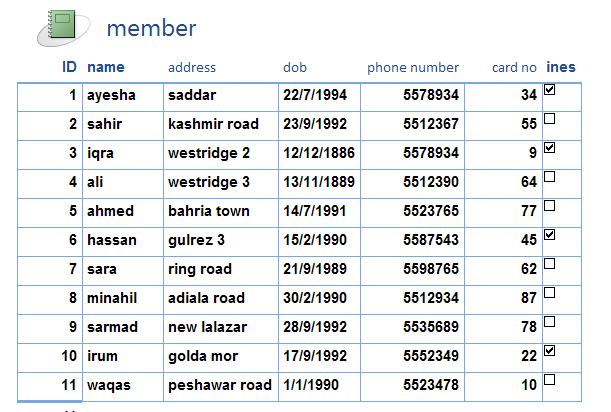 member
ID name address dob phone number card no ines
1 ayesha saddar 22/7/1994 5578934 34
2 sahir kashmir road 23/9/1992 5512367 55
3 iqra westridge 2 12/12/1886 5578934 9
4 ali westridge 3 13/11/1889 5512390 64
5 ahmed bahria town 14/7/1991 5523765 77
6 hassan gulrez 3 15/2/1990 5587543 45
7 sara ring road 21/9/1989 5598765 62
8 minahil adiala road 30/2/1990 5512934 87
9 sarmad new lalazar 28/9/1992 5535689 78
10 irum golda mor 17/9/1992 5552349 22
11 waqas peshawar road 1/1/1990 5523478 10